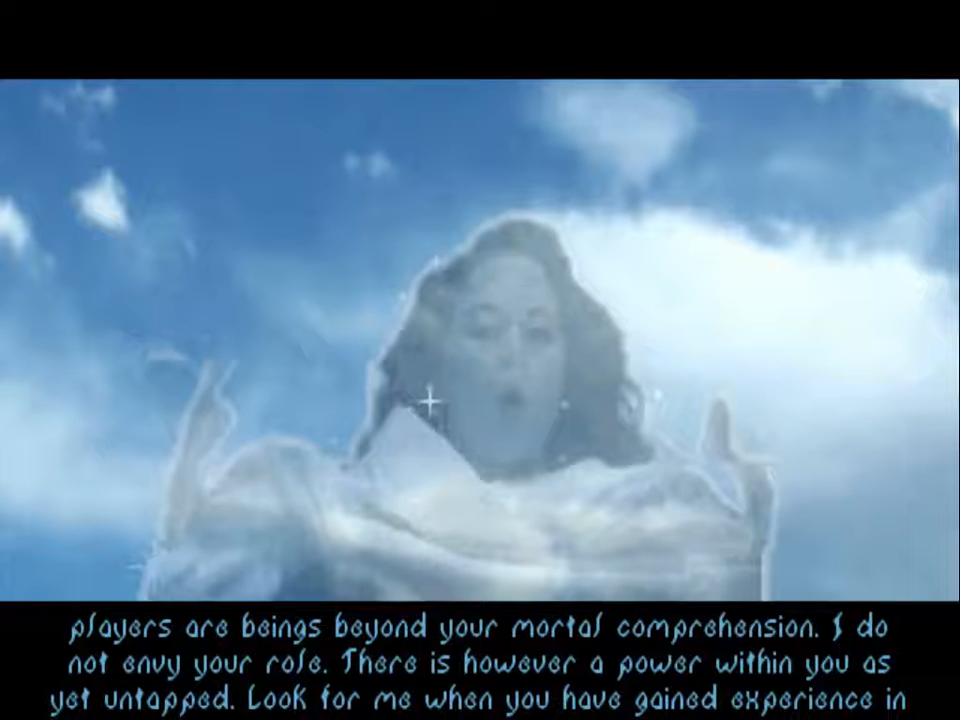 players are beings beyond your mortal comprehension. I do
not envy your role. There is however a power within you as
yet untapped. Look for me when you have gained experience in